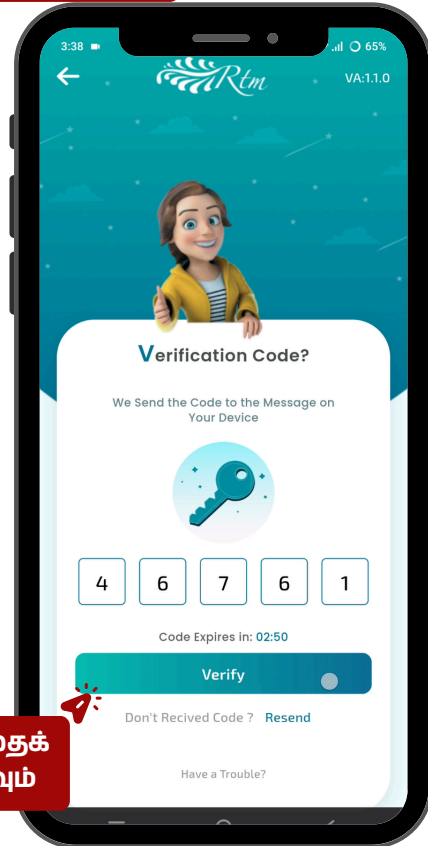 3:38
65%
Rtm
VA:1.1.0
Verification Code?
We Send the Code to the Message on
Your Device
4 6 7 6 1
Code Expires in: 02:50
Verify
Don't Recived Code ? Resend
Have a Trouble?